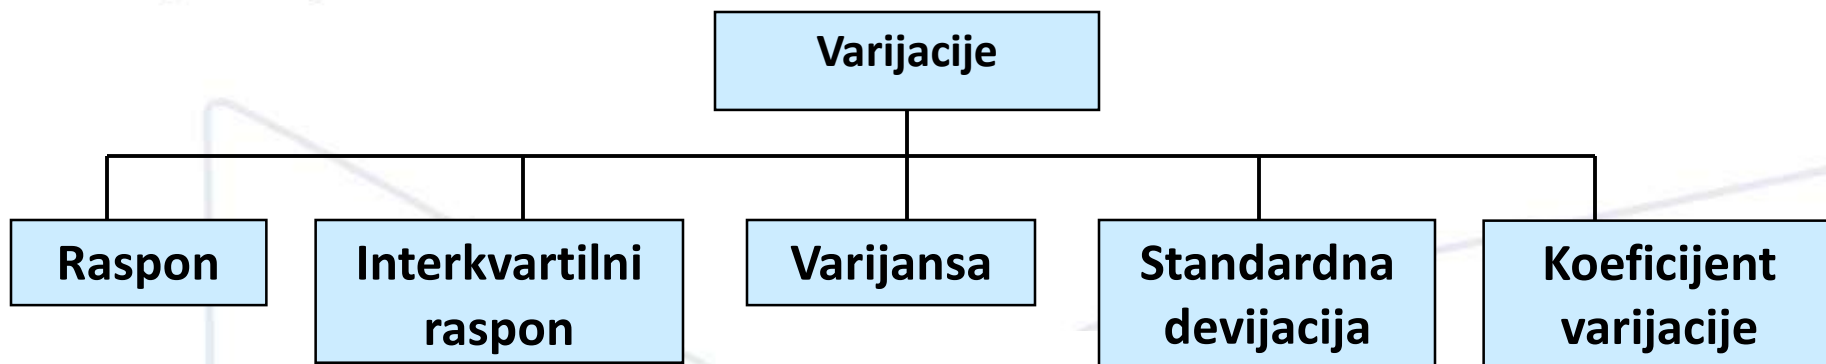 Varijacije
Raspon
Interkvartilni
raspon
Varijansa
Standardna
devijacija
Koeficijent
varijacije